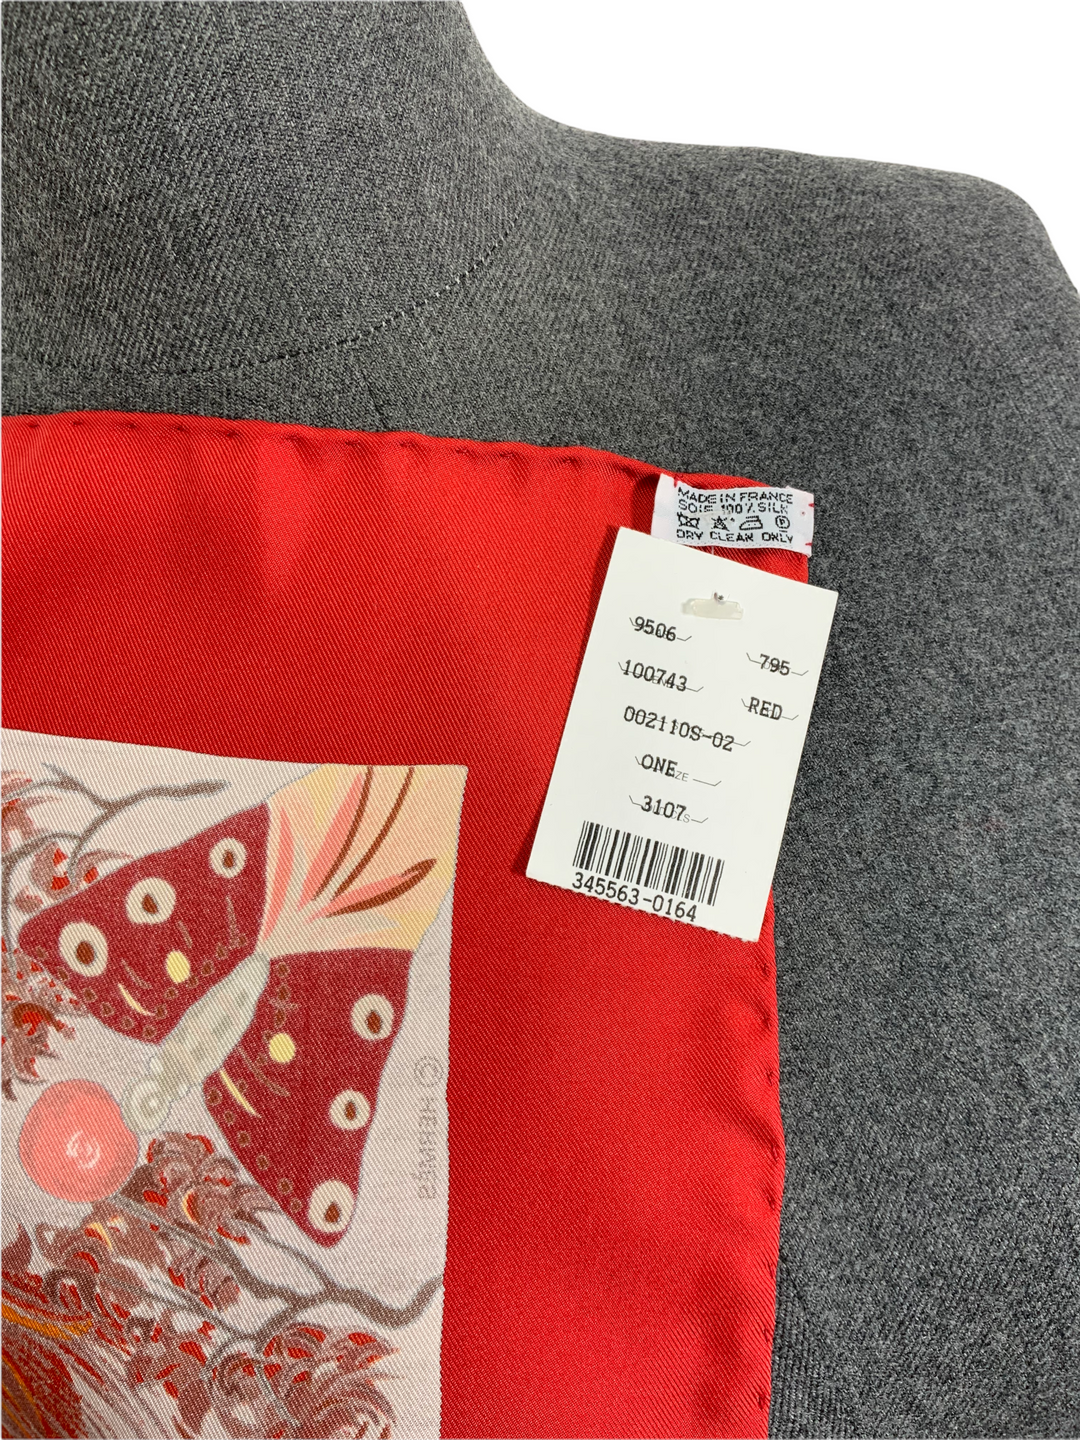 MADE IN FRANCE
SOIE 100% SILK
DRY CLEAN ONLY
9506
795
100743
RED
002110S-02
ONE
3107
345563-0164
© HERMÈS